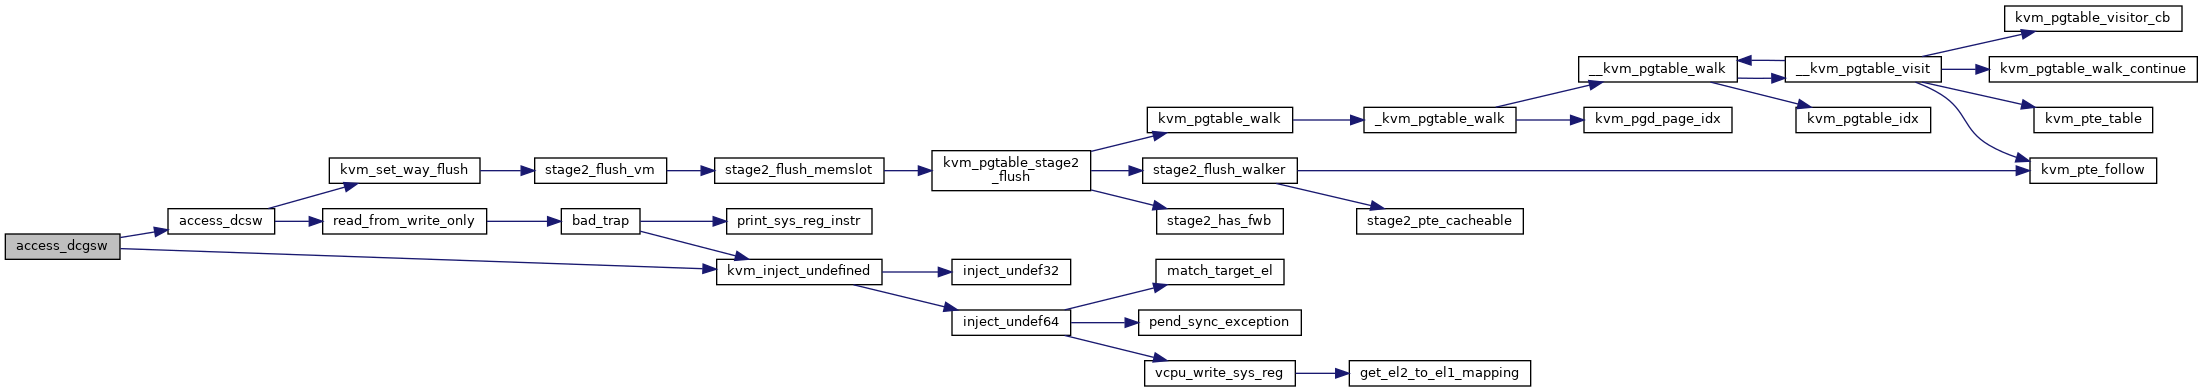 kvm_pgtable_visitor_cb
__kvm_pgtable_walk
__kvm_pgtable_visit
kvm_pgtable_walk_continue
kvm_pgtable_walk
_kvm_pgtable_walk
kvm_pgd_page_idx
kvm_pgtable_idx
kvm_pte_table
kvm_set_way_flush
stage2_flush_vm
stage2_flush_memslot
kvm_pgtable_stage2
_flush
stage2_flush_walker
kvm_pte_follow
access_dcsw
read_from_write_only
bad_trap
print_sys_reg_instr
stage2_has_fwb
stage2_pte_cacheable
access_dcgsw
kvm_inject_undefined
inject_undef32
match_target_el
inject_undef64
pend_sync_exception
vcpu_write_sys_reg
get_el2_to_el1_mapping